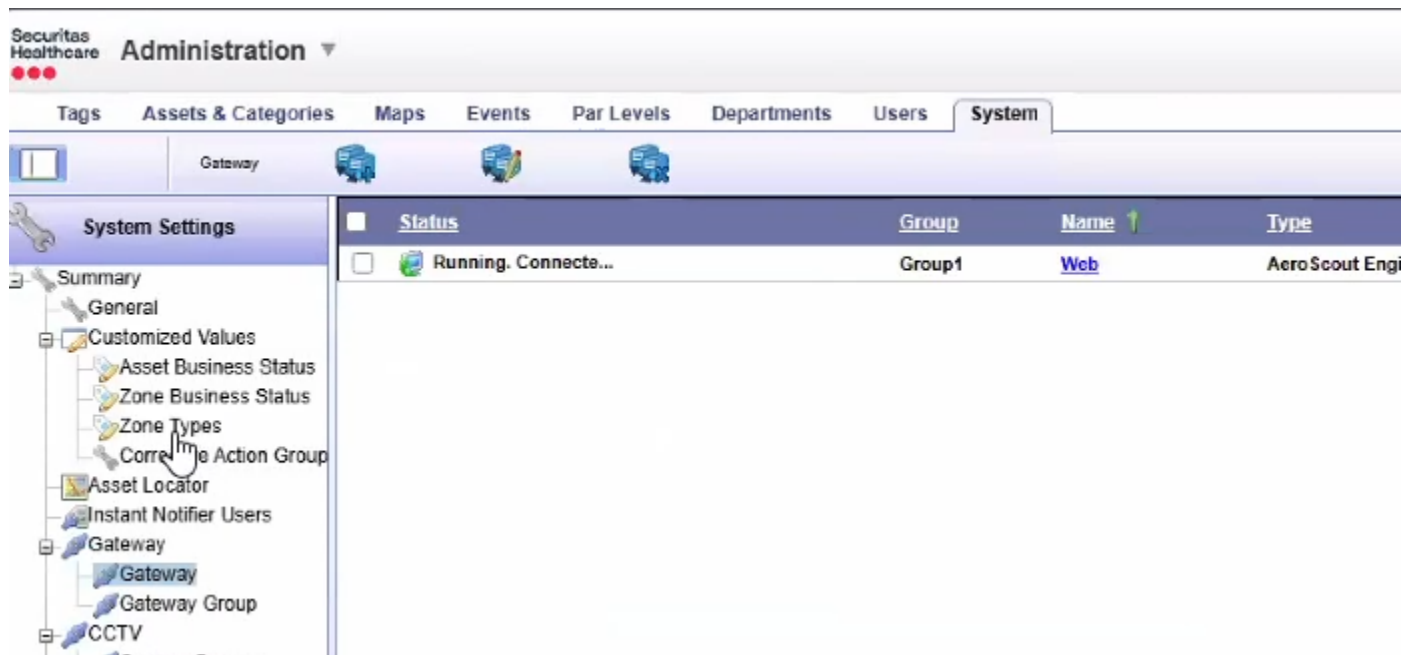 Securitas
Healthcare
Administration
Tags Assets & Categories Maps Events Par Levels Departments Users System
Gateway
System Settings
Status Group Name Type
Running. Connecte... Group1 Web AeroScout Engi
Summary
General
Customized Values
Asset Business Status
Zone Business Status
Zone Types
Action Group
Asset Locator
Instant Notifier Users
Gateway
Gateway
Gateway Group
CCTV